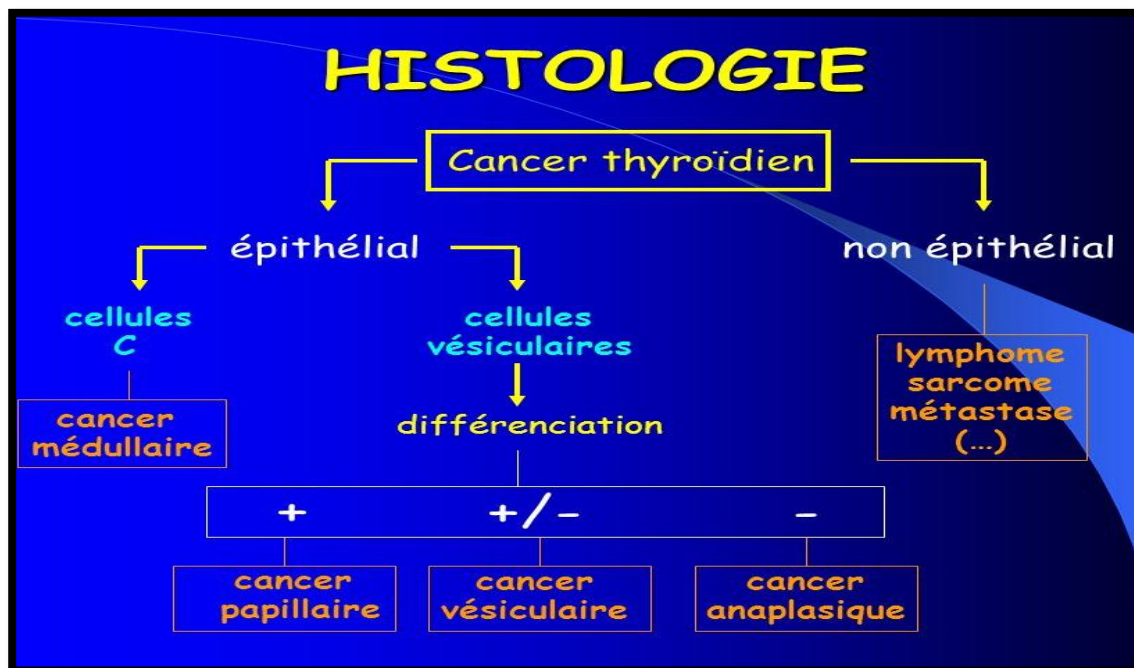 HISTOLOGIE
Cancer thyroïdien
épithélial
non épithélial
cellules
C
cellules
vésiculaires
lymphome
sarcome
métastase
(...)
cancer
médullaire
différenciation
+
+/-
-
cancer
papillaire
cancer
vésiculaire
cancer
anaplasique